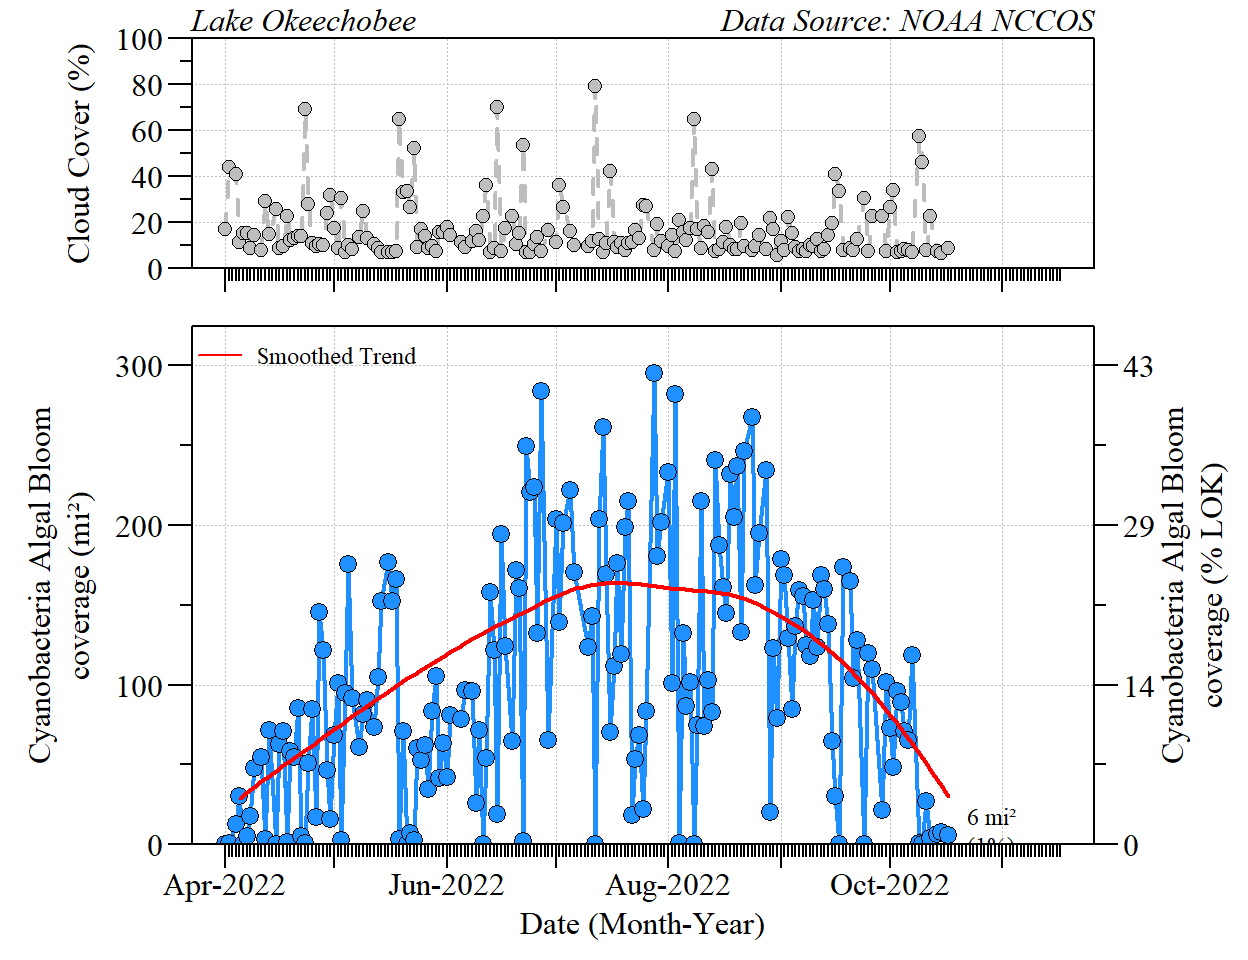 Lake Okeechobee
Data Source: NOAA NCCOS
Cloud Cover (%)
100
80
60
40
20
0
Smoothed Trend
Cyanobacteria Algal Bloom
coverage (mi²)
300
200
100
0
43
29
14
0
Cyanobacteria Algal Bloom
coverage (% LOK)
6 mi²
(1%)
Apr-2022
Jun-2022
Aug-2022
Oct-2022
Date (Month-Year)